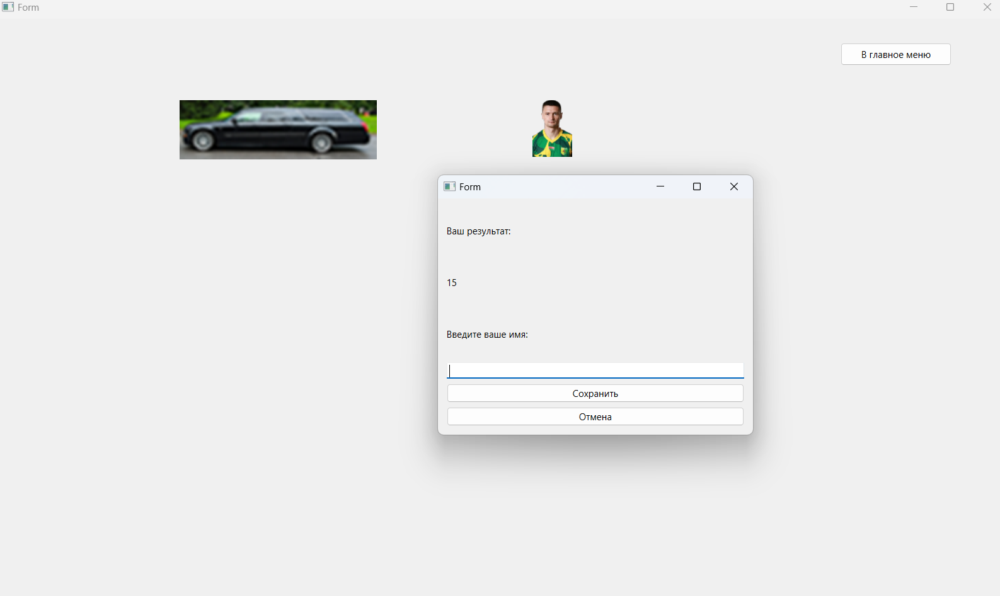 Form
В главное меню
Form
Ваш результат:
15
Введите ваше имя:
Сохранить
Отмена